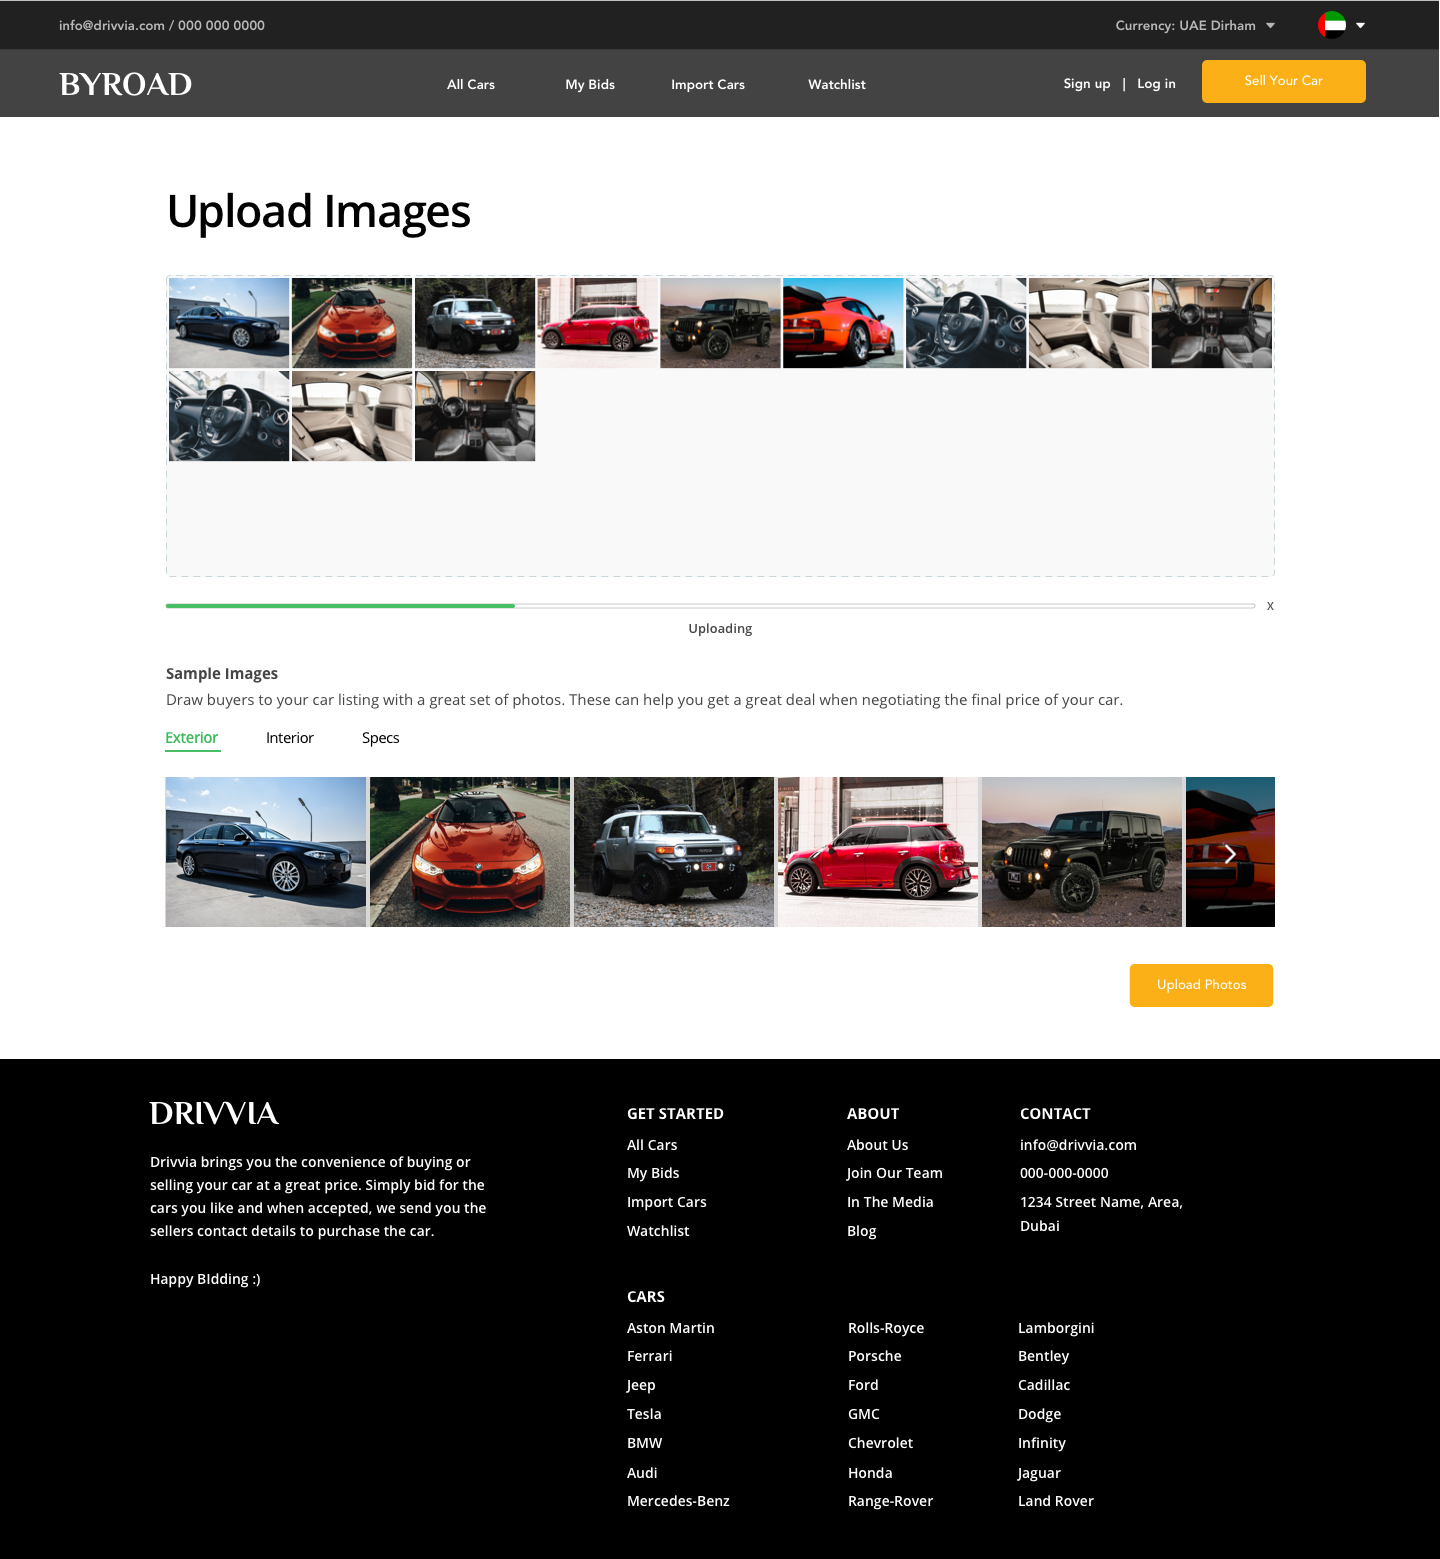 info@drivvia.com / 000 000 0000
Currency: UAE Dirham
BYROAD
All Cars
My Bids
Import Cars
Watchlist
Sign up | Log in
Sell Your Car
Upload Images
x
Uploading
Sample Images
Draw buyers to your car listing with a great set of photos. These can help you get a great deal when negotiating the final price of your car.
Exterior
Interior
Specs
Upload Photos
DRIVVIA
Drivvia brings you the convenience of buying or
selling your car at a great price. Simply bid for the
cars you like and when accepted, we send you the
sellers contact details to purchase the car.
Happy BIdding :)
GET STARTED
All Cars
My Bids
Import Cars
Watchlist
ABOUT
About Us
Join Our Team
In The Media
Blog
CONTACT
info@drivvia.com
000-000-0000
1234 Street Name, Area,
Dubai
CARS
Aston Martin
Ferrari
Jeep
Tesla
BMW
Audi
Mercedes-Benz
Rolls-Royce
Porsche
Ford
GMC
Chevrolet
Honda
Range-Rover
Lamborgini
Bentley
Cadillac
Dodge
Infinity
Jaguar
Land Rover